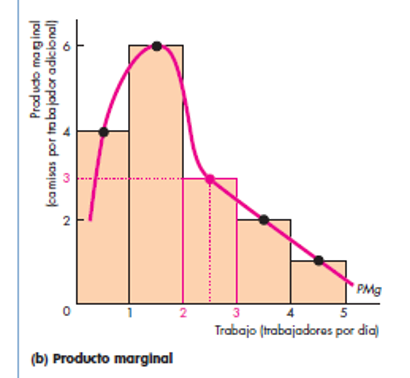 Producto marginal
(camisas por trabajador adicional)
6
4
3
2
0
1
2
3
4
5
PMg
Trabajo (trabajadores por día)
(b) Producto marginal